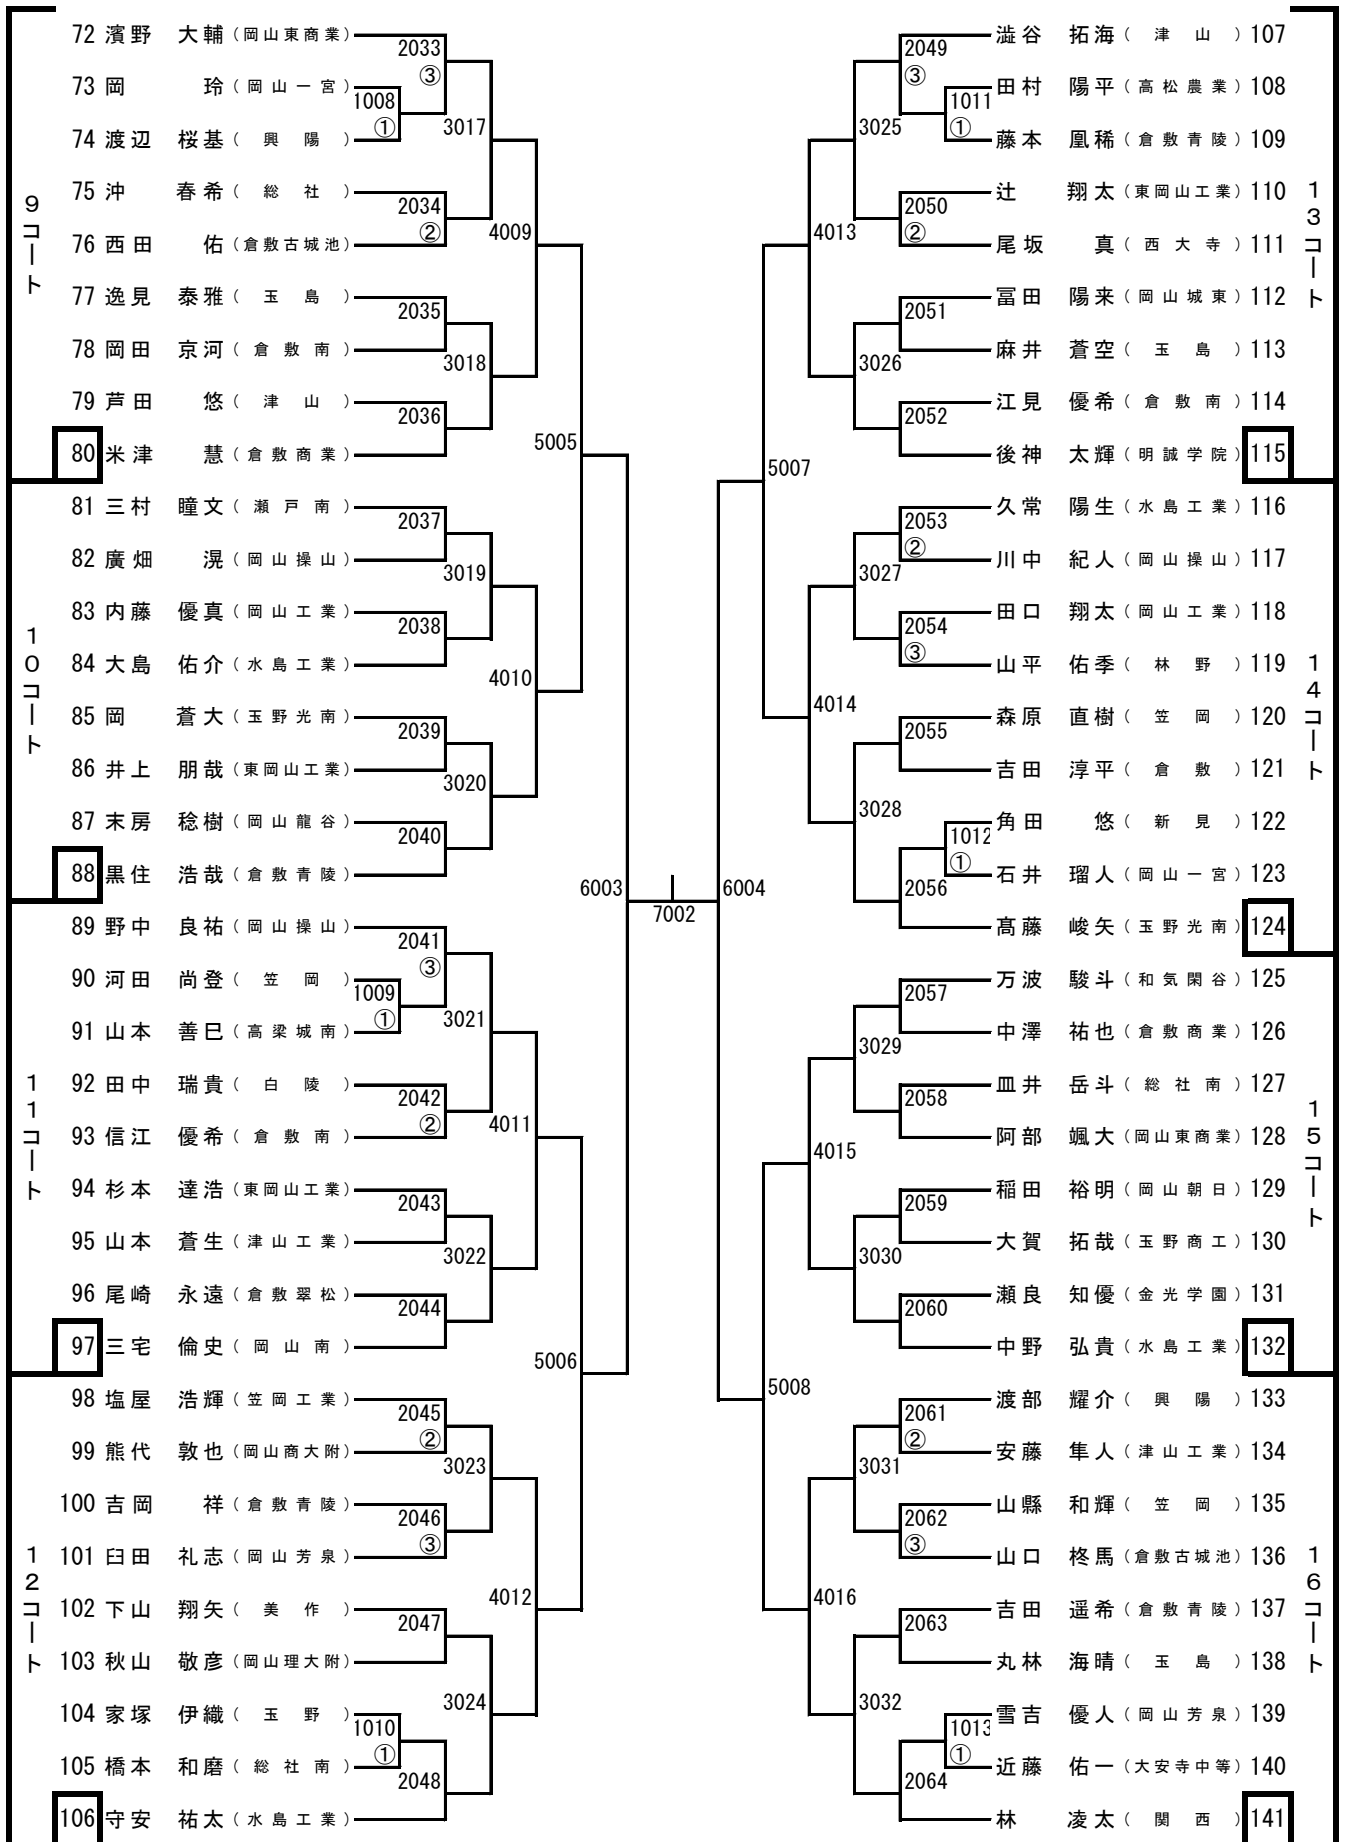 9コート
72 濱野 大輔（岡山東商業）
2033
③
73 岡 玲（岡山一宮）
1008
①
74 渡辺 桜基（興陽）
3017
75 沖 春希（総社）
2034
②
76 西田 佑（倉敷古城池）
4009
77 逸見 泰雅（玉島）
2035
78 岡田 京河（倉敷南）
3018
79 芦田 悠（津山）
2036
80 米津 慧（倉敷商業）
5005
10コート
81 三村 瞳文（瀬戸南）
2037
82 廣畑 滉（岡山操山）
3019
83 内藤 優真（岡山工業）
2038
84 大島 佑介（水島工業）
4010
85 岡 蒼大（玉野光南）
2039
86 井上 朋哉（東岡山工業）
3020
87 末房 稔樹（岡山龍谷）
2040
88 黒住 浩哉（倉敷青陵）
6003
11コート
89 野中 良祐（岡山操山）
2041
③
90 河田 尚登（笠岡）
1009
①
91 山本 善巳（高梁城南）
3021
92 田中 瑞貴（白陵）
2042
②
93 信江 優希（倉敷南）
4011
94 杉本 達浩（東岡山工業）
2043
95 山本 蒼生（津山工業）
3022
96 尾崎 永遠（倉敷翠松）
2044
97 三宅 倫史（岡山南）
5006
12コート
98 塩屋 浩輝（笠岡工業）
2045
②
99 熊代 敦也（岡山商大附）
3023
100 吉岡 祥（倉敷青陵）
2046
③
101 臼田 礼志（岡山芳泉）
4012
102 下山 翔矢（美作）
2047
103 秋山 敬彦（岡山理大附）
3024
104 家塚 伊織（玉野）
1010
①
105 橋本 和磨（総社南）
2048
106 守安 祐太（水島工業）
7002
13コート
澁谷 拓海（津山）107
2049
③
田村 陽平（高松農業）108
1011
①
藤本 凰稀（倉敷青陵）109
3025
辻 翔太（東岡山工業）110
2050
②
尾坂 真（西大寺）111
4013
冨田 陽来（岡山城東）112
2051
麻井 蒼空（玉島）113
3026
江見 優希（倉敷南）114
2052
後神 太輝（明誠学院）115
5007
14コート
久常 陽生（水島工業）116
2053
②
川中 紀人（岡山操山）117
3027
田口 翔太（岡山工業）118
2054
③
山平 佑季（林野）119
4014
森原 直樹（笠岡）120
2055
吉田 淳平（倉敷）121
3028
角田 悠（新見）122
1012
①
石井 瑠人（岡山一宮）123
2056
髙藤 峻矢（玉野光南）124
6004
15コート
万波 駿斗（和気閑谷）125
2057
中澤 祐也（倉敷商業）126
3029
皿井 岳斗（総社南）127
2058
阿部 颯大（岡山東商業）128
4015
稲田 裕明（岡山朝日）129
2059
大賀 拓哉（玉野商工）130
3030
瀬良 知優（金光学園）131
2060
中野 弘貴（水島工業）132
5008
16コート
渡部 耀介（興陽）133
2061
②
安藤 隼人（津山工業）134
3031
山縣 和輝（笠岡）135
2062
③
山口 柊馬（倉敷古城池）136
4016
吉田 遥希（倉敷青陵）137
2063
丸林 海晴（玉島）138
3032
雪吉 優人（岡山芳泉）139
1013
①
近藤 佑一（大安寺中等）140
2064
林 凌太（関西）141